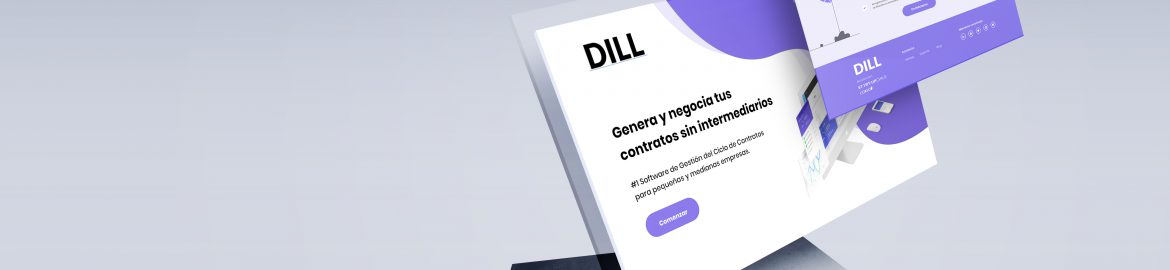 DILL
Genera y negocia tus
contratos sin intermediarios
#1 Software de Gestión del Ciclo de Contratos
para pequeñas y medianas empresas.
Comenzar
DILL